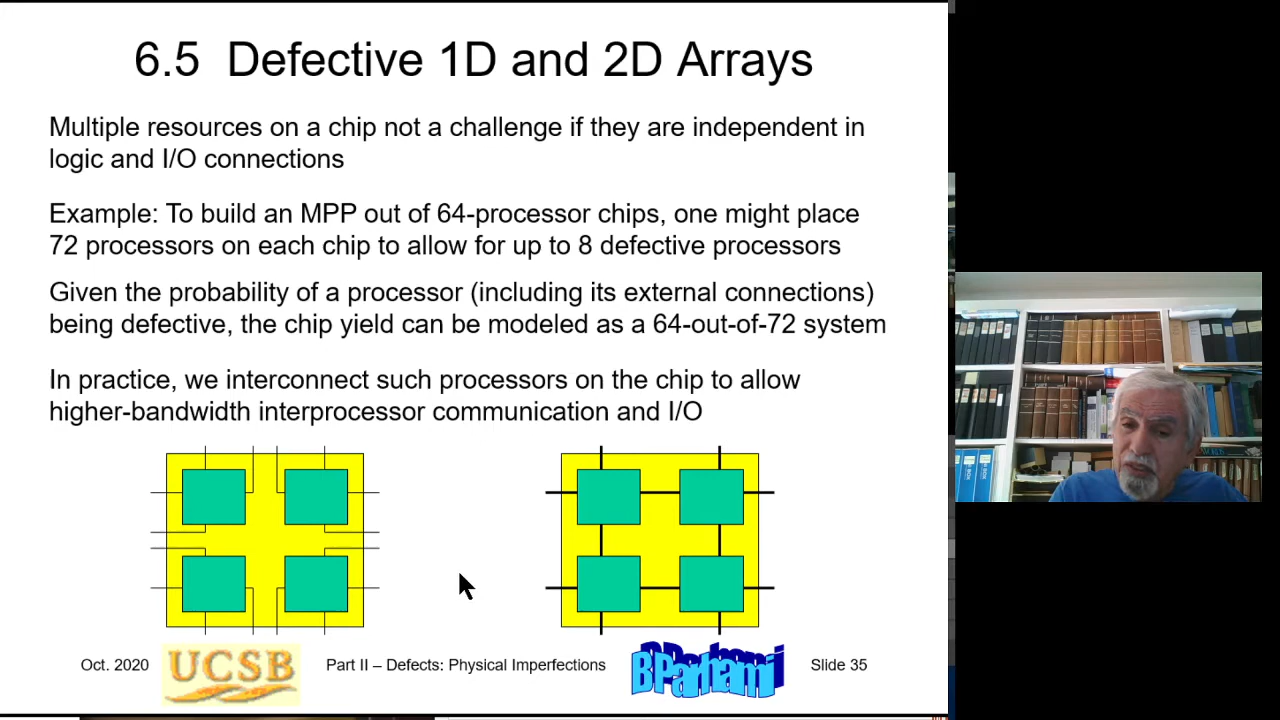 6.5 Defective 1D and 2D Arrays
Multiple resources on a chip not a challenge if they are independent in
logic and I/O connections
Example: To build an MPP out of 64-processor chips, one might place
72 processors on each chip to allow for up to 8 defective processors
Given the probability of a processor (including its external connections)
being defective, the chip yield can be modeled as a 64-out-of-72 system
In practice, we interconnect such processors on the chip to allow
higher-bandwidth interprocessor communication and I/O
Oct. 2020
UCSB
Part II – Defects: Physical Imperfections
BParhami
Slide 35